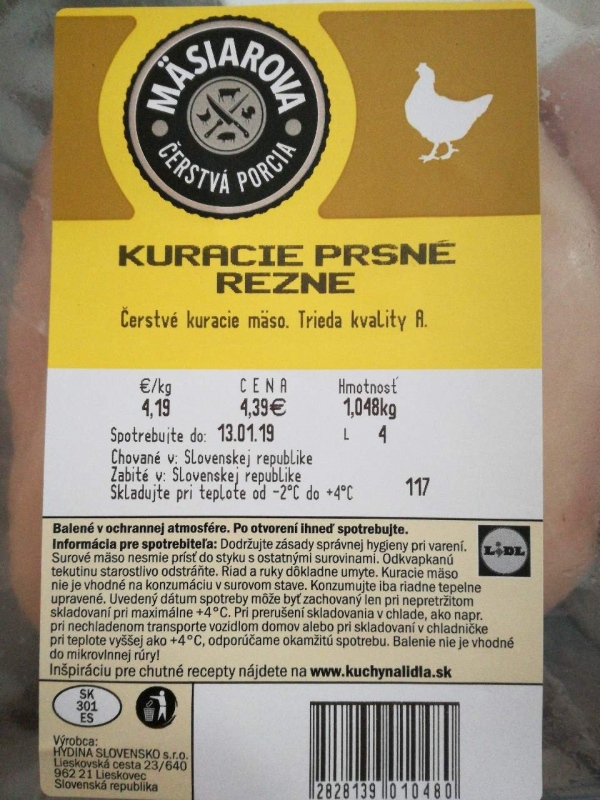 MÄSIAROVA
ČERSTVÁ PORCIA
KURACIE PRSNÉ
REZNE
Čerstvé kuracie mäso. Trieda kvality A.
€/kg CENA Hmotnosť
4,19 4,39€ 1,048kg
Spotrebujte do: 13.01.19 L 4
Chované v: Slovenskej republike
Zabité v: Slovenskej republike
Skladujte pri teplote od -2°C do +4°C 117
Balené v ochrannej atmosfére. Po otvorení ihneď spotrebujte.
Informácia pre spotrebiteľa: Dodržujte zásady správnej hygieny pri varení.
Surové mäso nesmie prísť do styku s ostatnými surovinami. Odkvapkanú
tekutinu starostlivo odstráňte. Riad a ruky dôkladne umyte. Kuracie mäso
nie je vhodné na konzumáciu v surovom stave. Konzumujte iba riadne tepelne
upravené. Uvedený dátum spotreby môže byť zachovaný len pri nepretržitom
skladovaní pri maximálne +4°C. Pri prerušení skladovania v chlade, ako napr.
pri nechladenom transporte vozidlom domov alebo pri skladovaní v chladničke
pri teplote vyššej ako +4°C, odporúčame okamžitú spotrebu. Balenie nie je vhodné
do mikrovlnnej rúry!
Inšpiráciu pre chutné recepty nájdete na www.kuchynalidla.sk
LIDL
SK
301
ES
Výrobca:
HYDINA SLOVENSKO s.r.o.
Lieskovská cesta 23/640
962 21 Lieskovec
Slovenská republika
2828139 010480